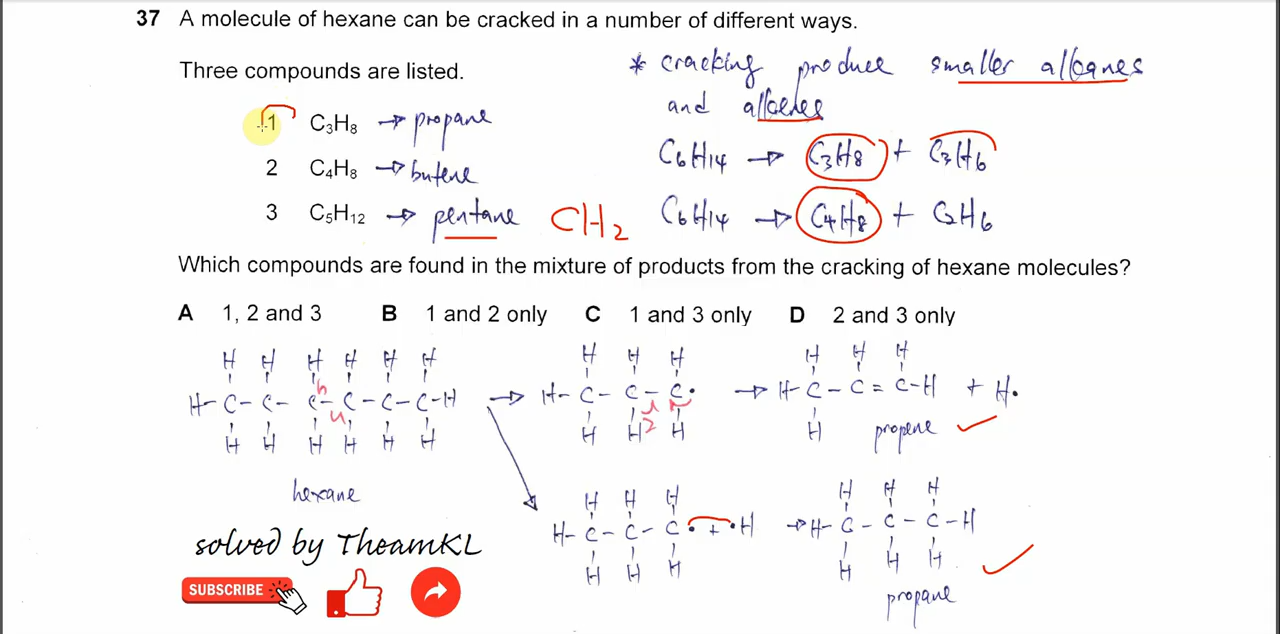 37 A molecule of hexane can be cracked in a number of different ways.
Three compounds are listed.
* cracking produce smaller alkanes
and alkenes
1 C₃H₈ → propane
C₆H₁₄ → C₃H₈ + C₃H₆
2 C₄H₈ → butene
3 C₅H₁₂ → pentane CH₂
C₆H₁₄ → C₄H₈ + C₂H₆
Which compounds are found in the mixture of products from the cracking of hexane molecules?
A 1, 2 and 3 B 1 and 2 only C 1 and 3 only D 2 and 3 only
H H H H H H H H H H H H
H-C-C-C-C-C-C-H → H-C-C-C• → H-C-C=C-H + H•
H H H H H H H H H H
hexane
propene
H H H H H H
H-C-C-C• + •H → H-C-C-C-H
H H H H H H
propane
solved by TheamKL
SUBSCRIBE